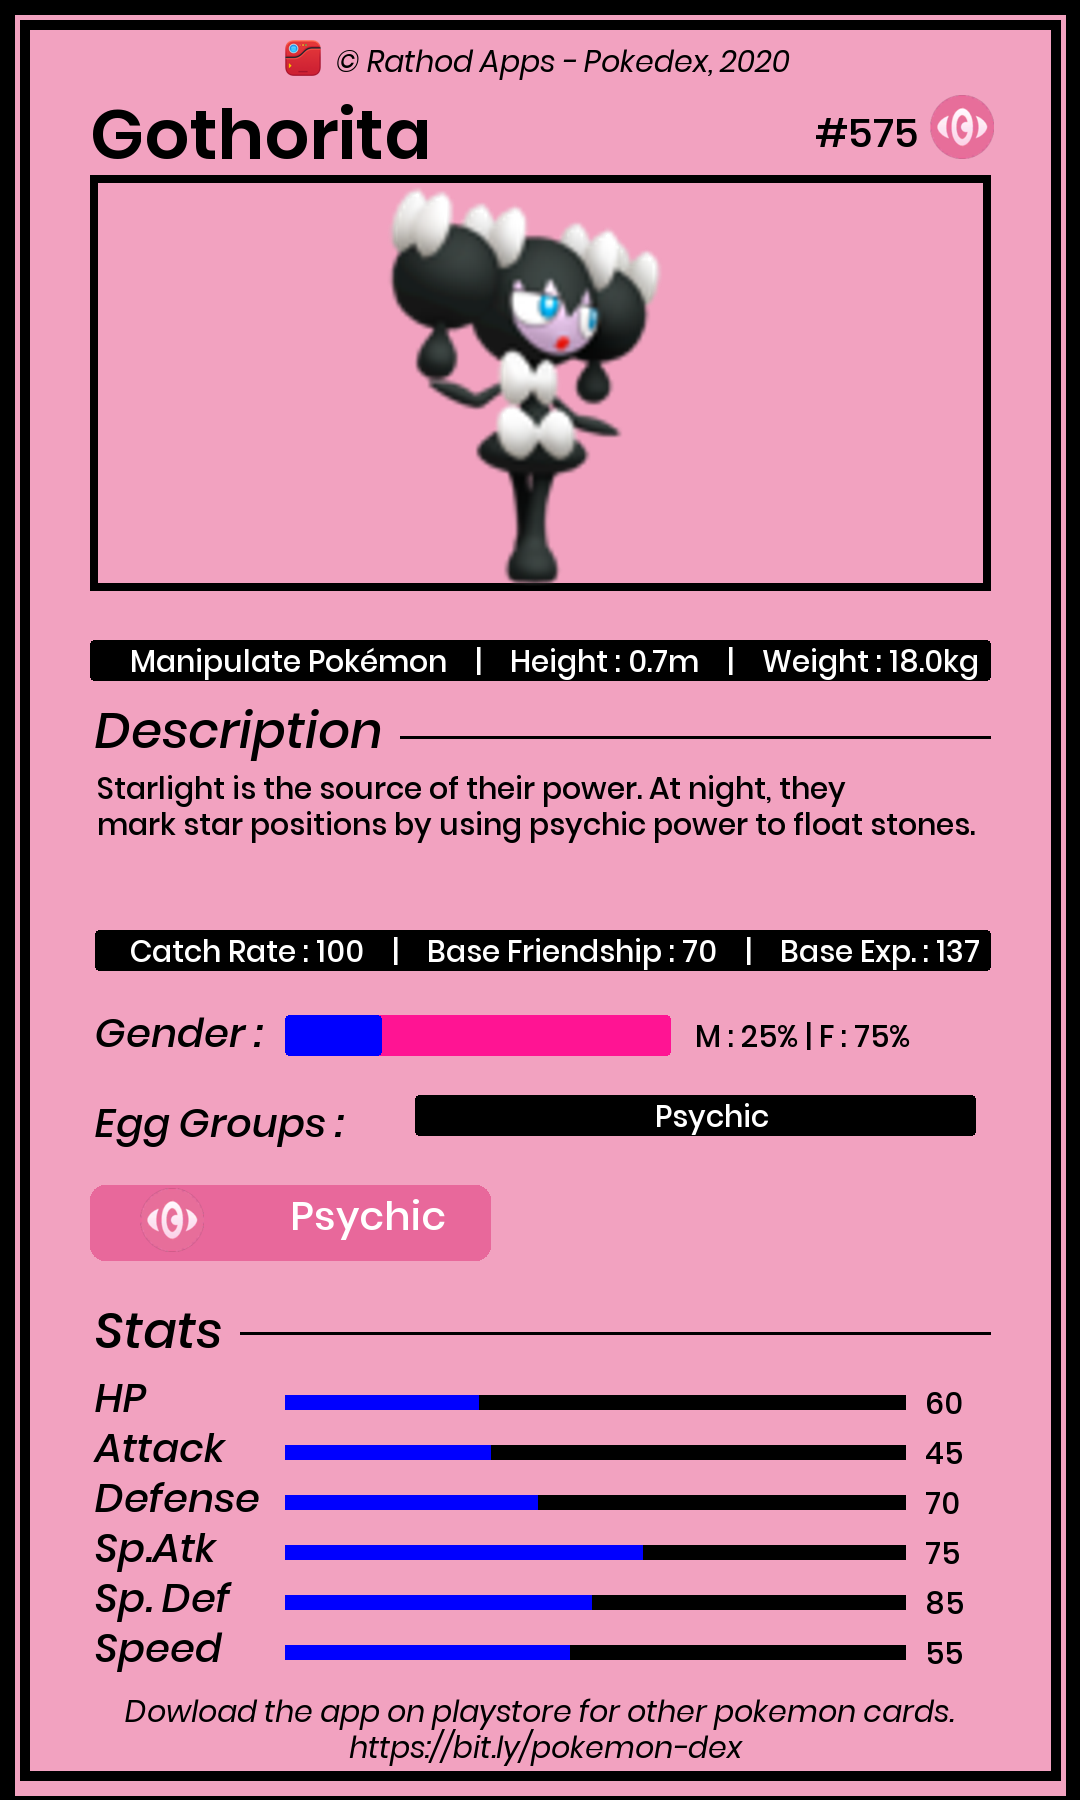 © Rathod Apps - Pokedex, 2020
Gothorita
#575
Manipulate Pokémon | Height : 0.7m | Weight : 18.0kg
Description
Starlight is the source of their power. At night, they
mark star positions by using psychic power to float stones.
Catch Rate : 100 | Base Friendship : 70 | Base Exp. : 137
Gender : M : 25% | F : 75%
Egg Groups : Psychic
Psychic
Stats
HP 60
Attack 45
Defense 70
Sp.Atk 75
Sp. Def 85
Speed 55
Dowload the app on playstore for other pokemon cards.
https://bit.ly/pokemon-dex